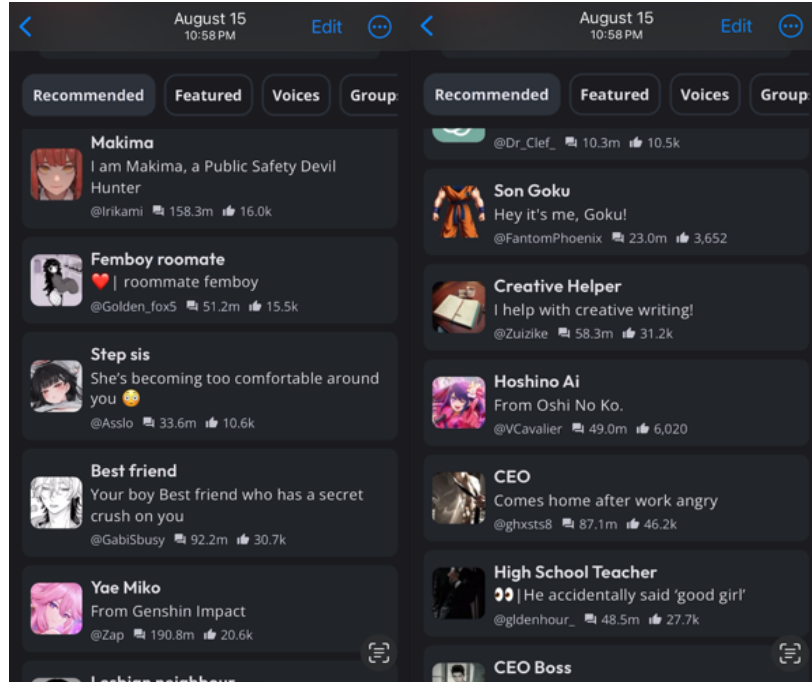 August 15
10:58 PM
Edit
Recommended
Featured
Voices
Group
Makima
I am Makima, a Public Safety Devil
Hunter
@Irikami 158.3m 16.0k
Femboy roomate
❤️| roommate femboy
@Golden_fox5 51.2m 15.5k
Step sis
She's becoming too comfortable around
you 😳
@Asslo 33.6m 10.6k
Best friend
Your boy Best friend who has a secret
crush on you
@GabiSbusy 92.2m 30.7k
Yae Miko
From Genshin Impact
@Zap 190.8m 20.6k
Lesbian neighbour
August 15
10:58 PM
Edit
Recommended
Featured
Voices
Group
@Dr_Clef_ 10.3m 10.5k
Son Goku
Hey it's me, Goku!
@FantomPhoenix 23.0m 3,652
Creative Helper
I help with creative writing!
@Zuizike 58.3m 31.2k
Hoshino Ai
From Oshi No Ko.
@VCavalier 49.0m 6,020
CEO
Comes home after work angry
@ghxsts8 87.1m 46.2k
High School Teacher
👀|He accidentally said 'good girl'
@gldenhour_ 48.5m 27.7k
CEO Boss